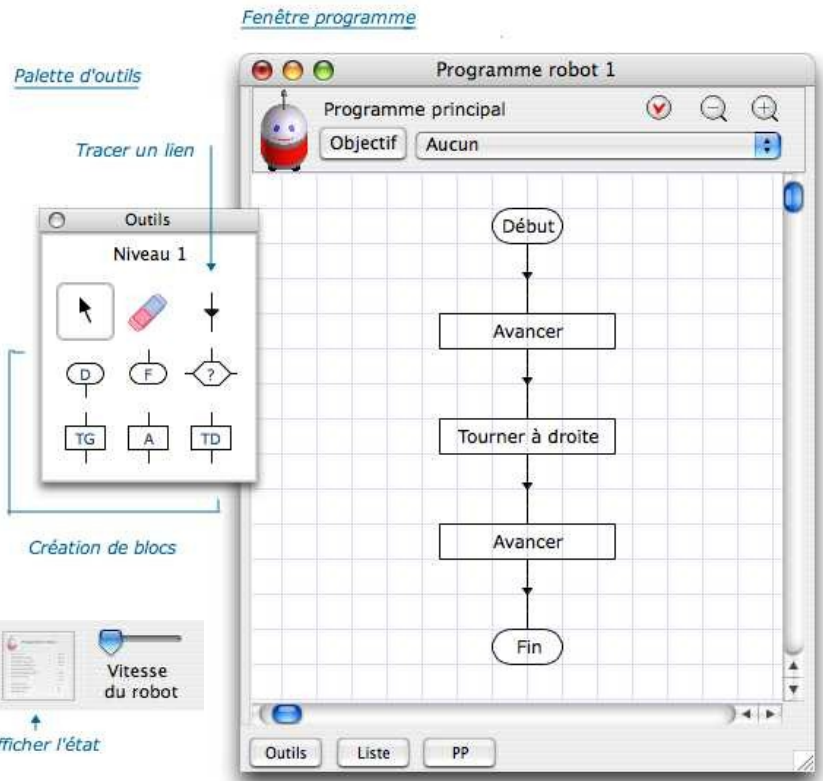 Fenêtre programme
Palette d'outils
Programme robot 1
Programme principal
Objectif
Aucun
Tracer un lien
Outils
Niveau 1
D
F
?
TG
A
TD
Création de blocs
Début
Avancer
Tourner à droite
Avancer
Fin
Vitesse
du robot
fficher l'état
Outils
Liste
PP